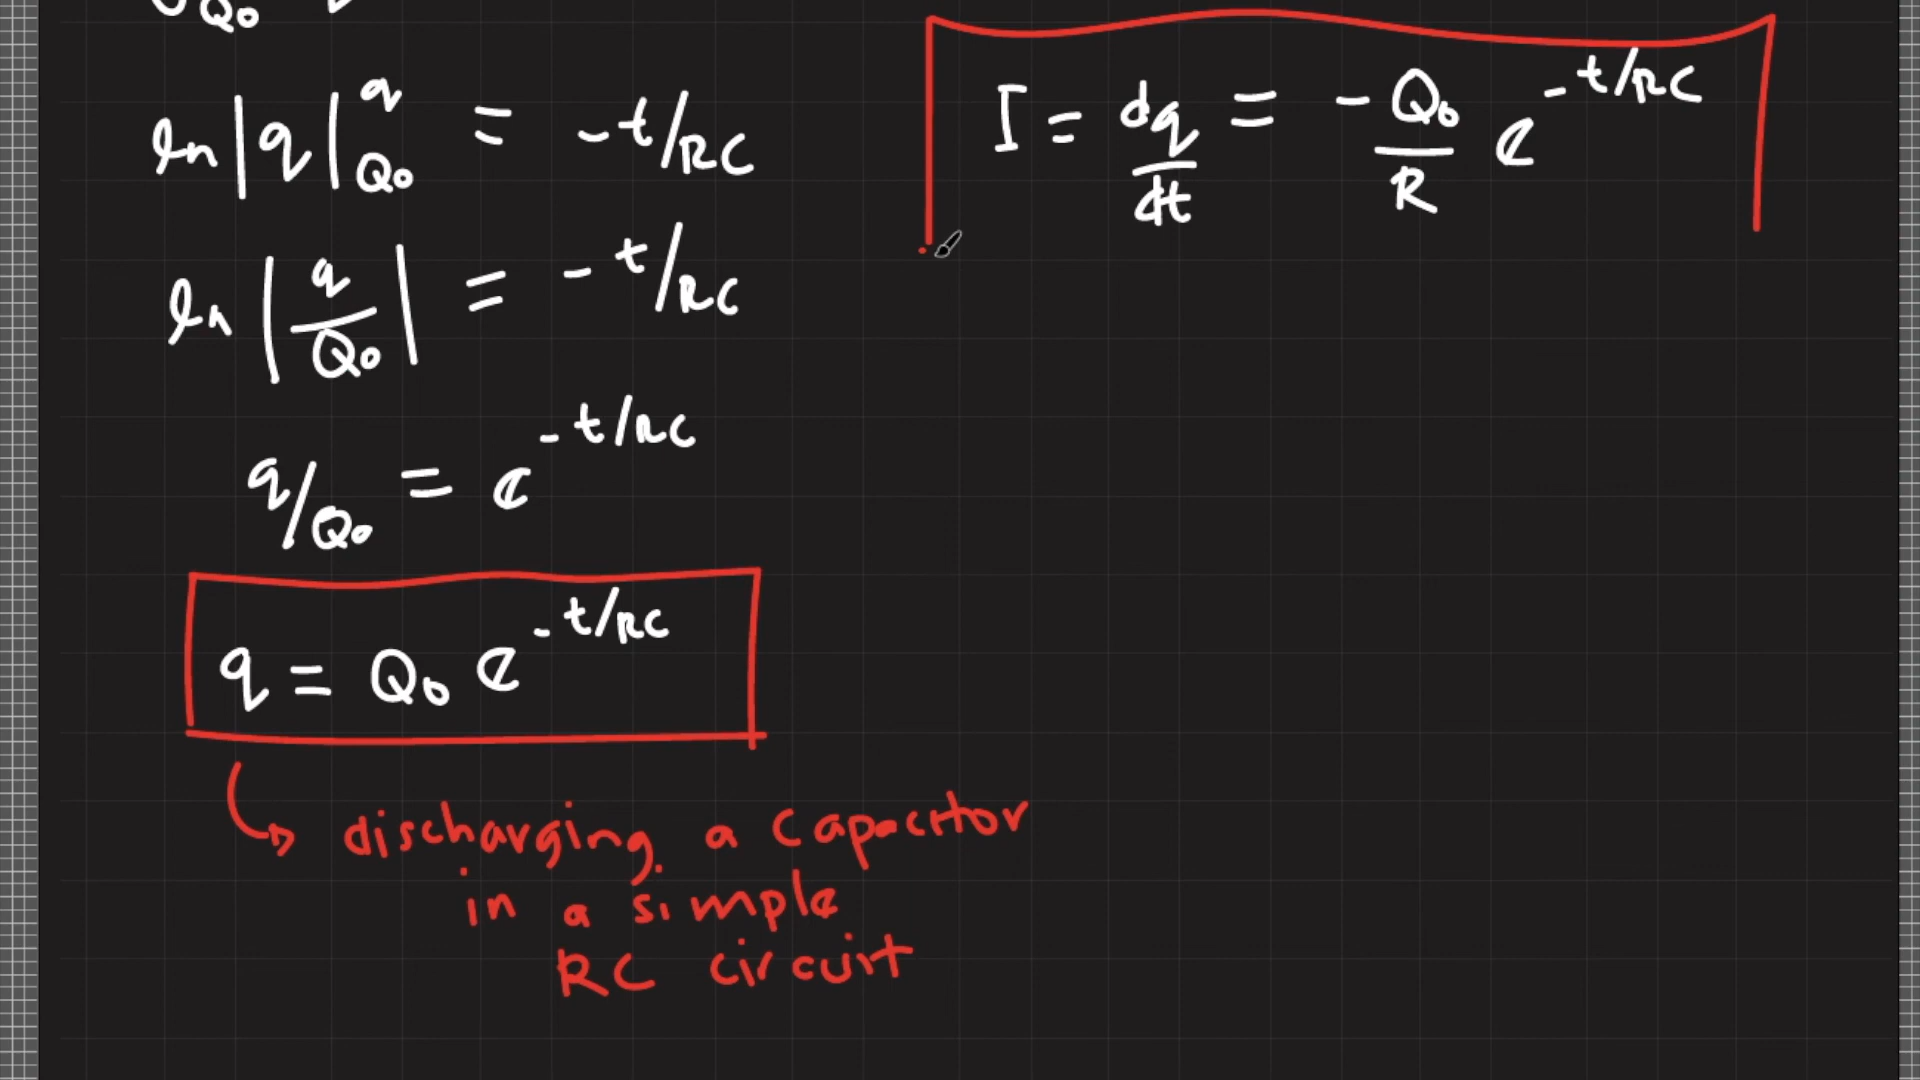 Q₀
ln|q|^q_Q₀ = -t/RC
ln|q/Q₀| = -t/RC
q/Q₀ = e^-t/RC
q = Q₀ e^-t/RC
discharging a capacitor
in a simple
RC circuit
I = dq/dt = -Q₀/R e^-t/RC